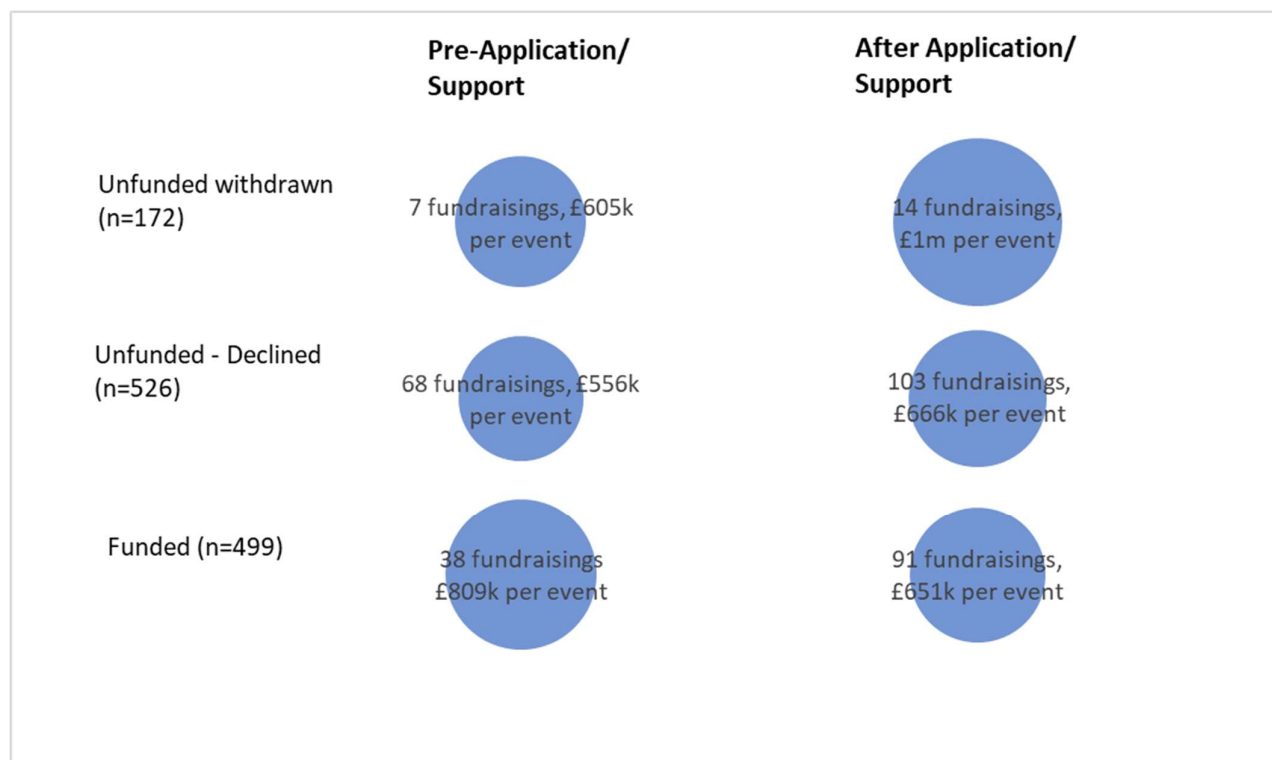 Pre-Application/
Support
After Application/
Support
Unfunded withdrawn
(n=172)
7 fundraisings, £605k
per event
14 fundraisings,
£1m per event
Unfunded - Declined
(n=526)
68 fundraisings, £556k
per event
103 fundraisings,
£666k per event
Funded (n=499)
38 fundraisings
£809k per event
91 fundraisings,
£651k per event